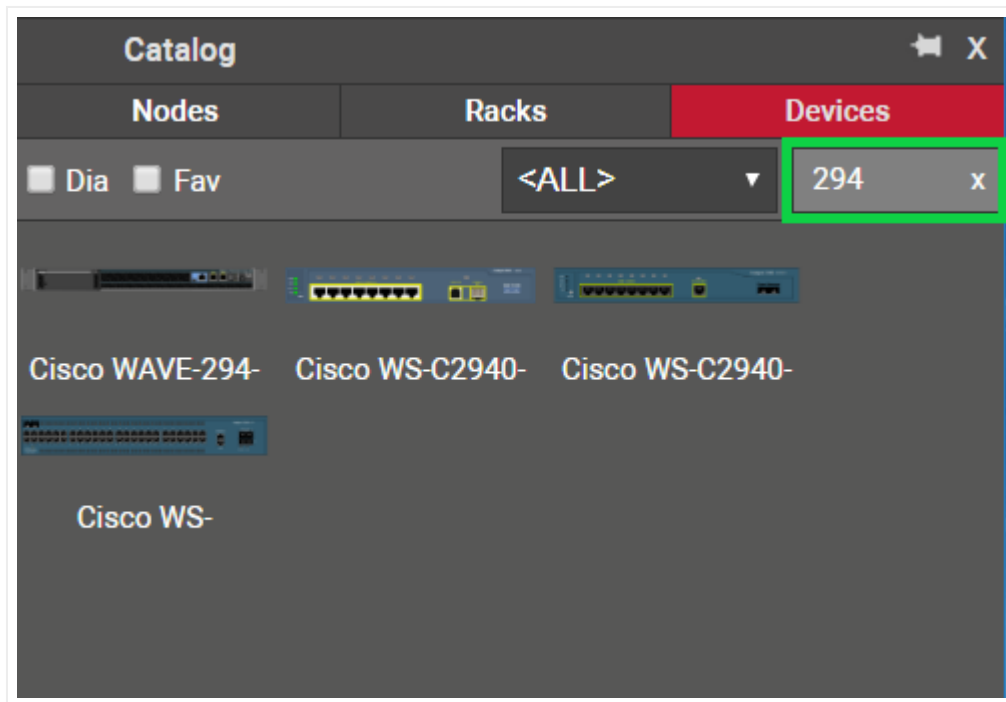 Catalog X
Nodes Racks Devices
Dia Fav <ALL> 294 x
Cisco WAVE-294- Cisco WS-C2940- Cisco WS-C2940-
Cisco WS-